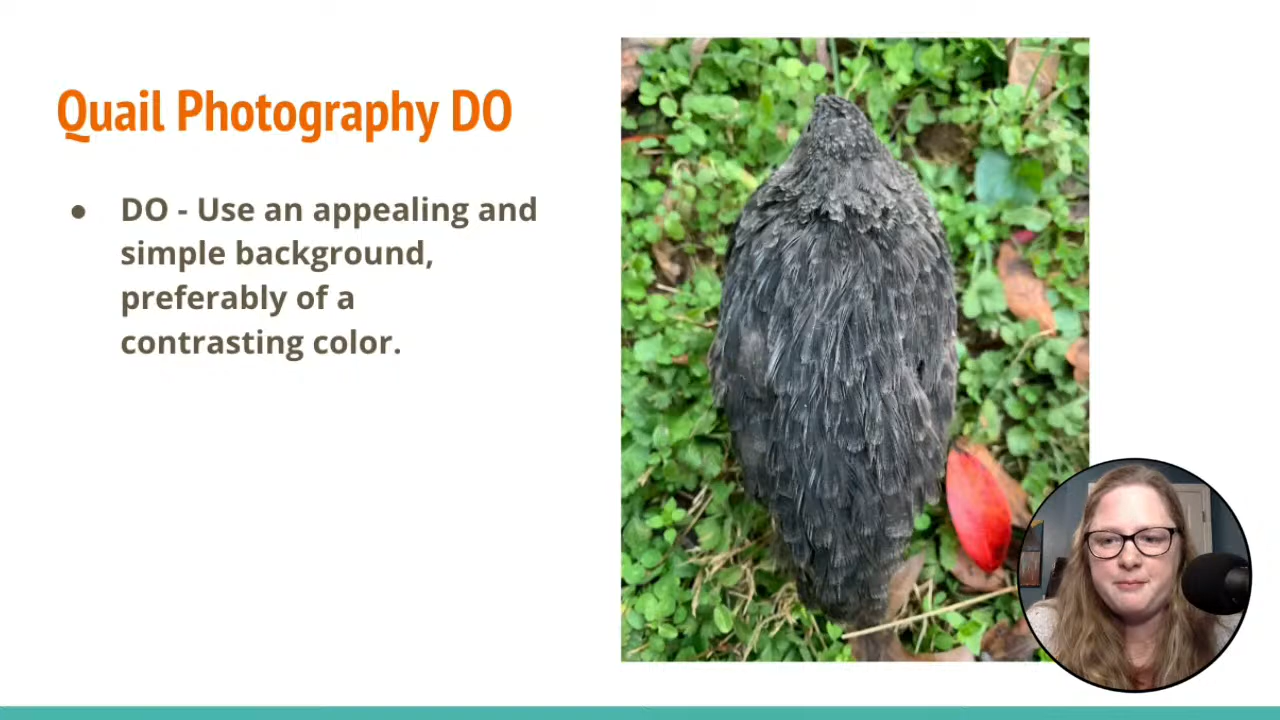 Quail Photography DO
● DO - Use an appealing and
simple background,
preferably of a
contrasting color.